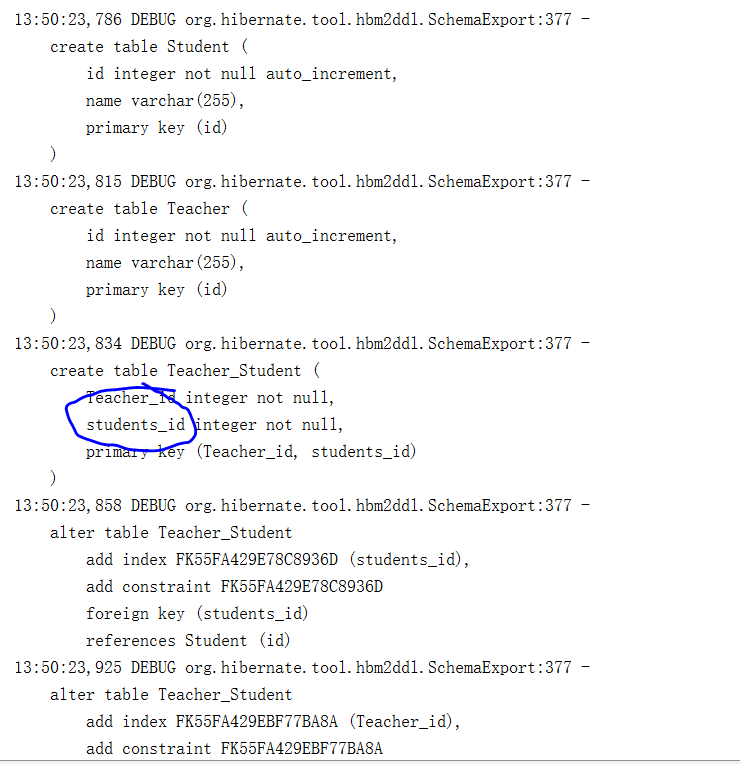 13:50:23,786 DEBUG org.hibernate.tool.hbm2ddl.SchemaExport:377 -
create table Student (
id integer not null auto_increment,
name varchar(255),
primary key (id)
)
13:50:23,815 DEBUG org.hibernate.tool.hbm2ddl.SchemaExport:377 -
create table Teacher (
id integer not null auto_increment,
name varchar(255),
primary key (id)
)
13:50:23,834 DEBUG org.hibernate.tool.hbm2ddl.SchemaExport:377 -
create table Teacher_Student (
Teacher_id integer not null,
students_id integer not null,
primary key (Teacher_id, students_id)
)
13:50:23,858 DEBUG org.hibernate.tool.hbm2ddl.SchemaExport:377 -
alter table Teacher_Student
add index FK55FA429E78C8936D (students_id),
add constraint FK55FA429E78C8936D
foreign key (students_id)
references Student (id)
13:50:23,925 DEBUG org.hibernate.tool.hbm2ddl.SchemaExport:377 -
alter table Teacher_Student
add index FK55FA429EBF77BA8A (Teacher_id),
add constraint FK55FA429EBF77BA8A